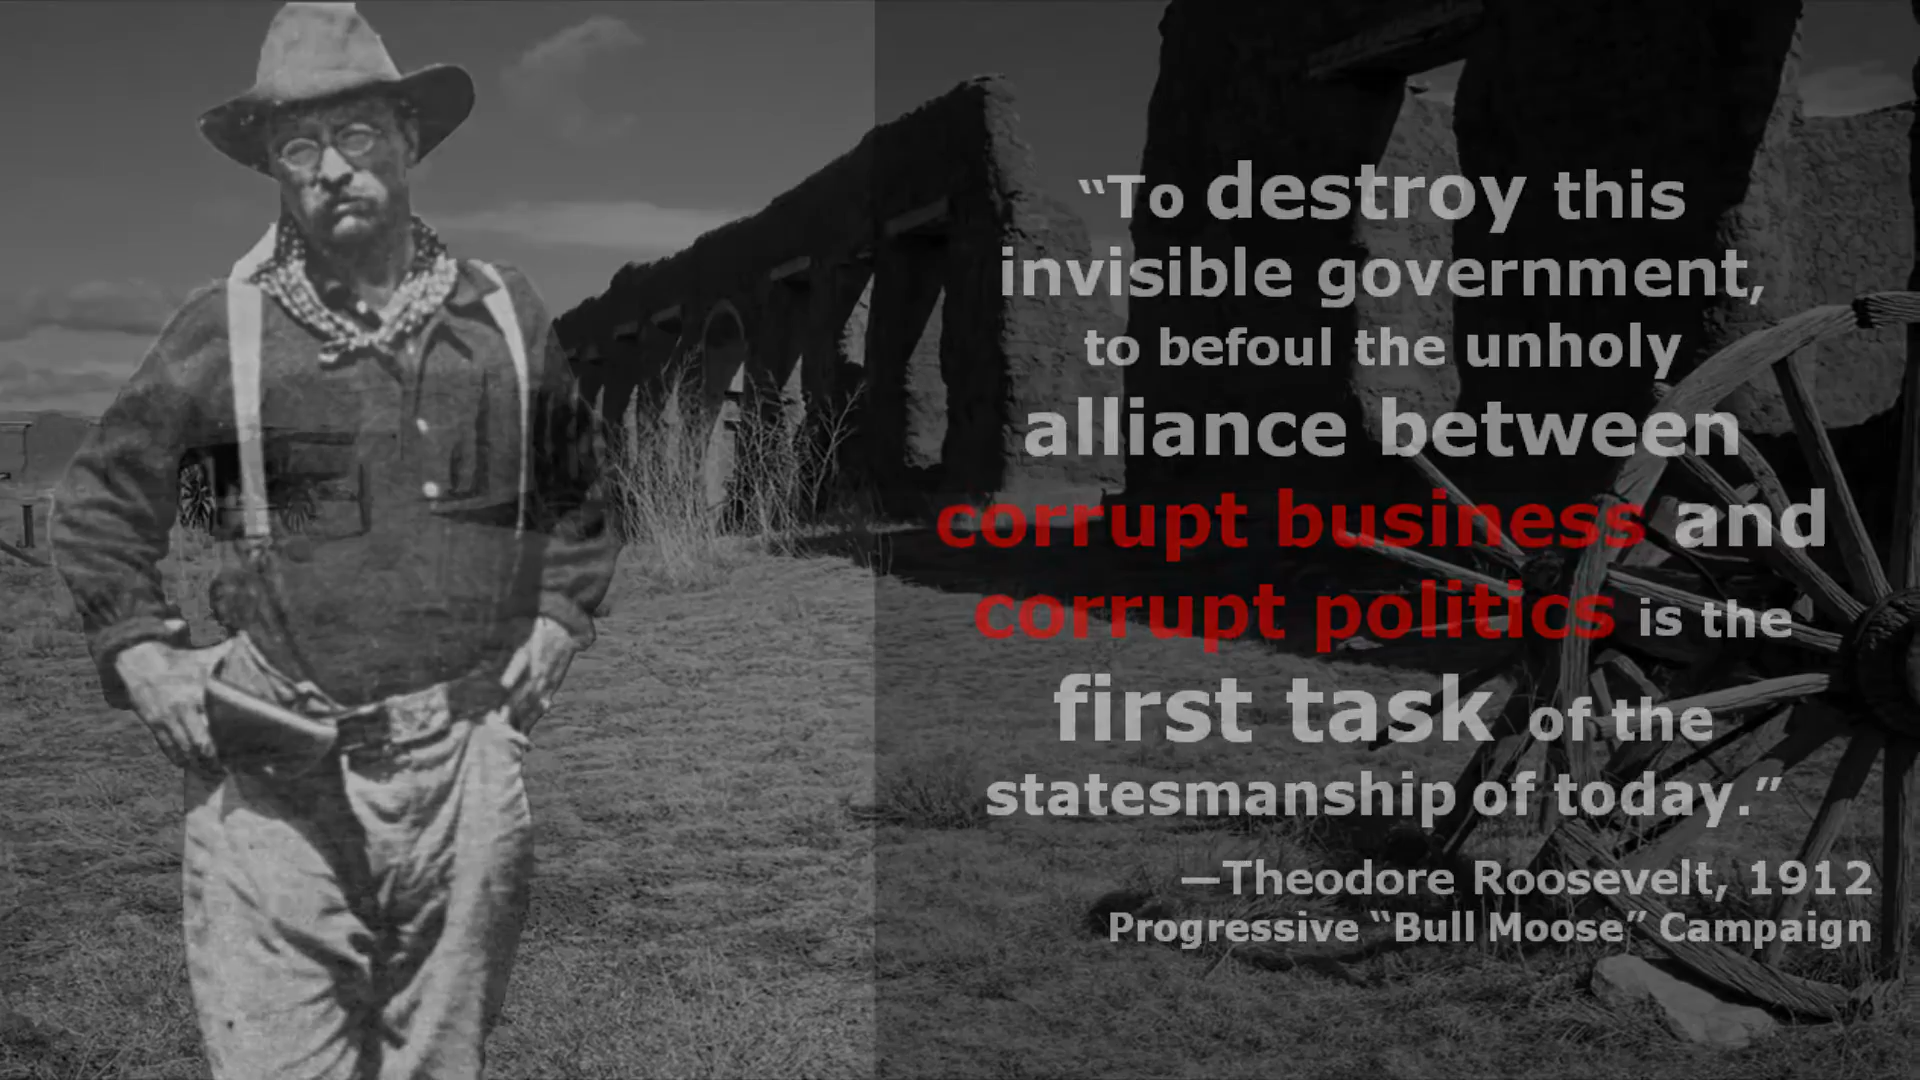 “To destroy this
invisible government,
to befoul the unholy
alliance between
corrupt business and
corrupt politics is the
first task of the
statesmanship of today.”
—Theodore Roosevelt, 1912
Progressive “Bull Moose” Campaign